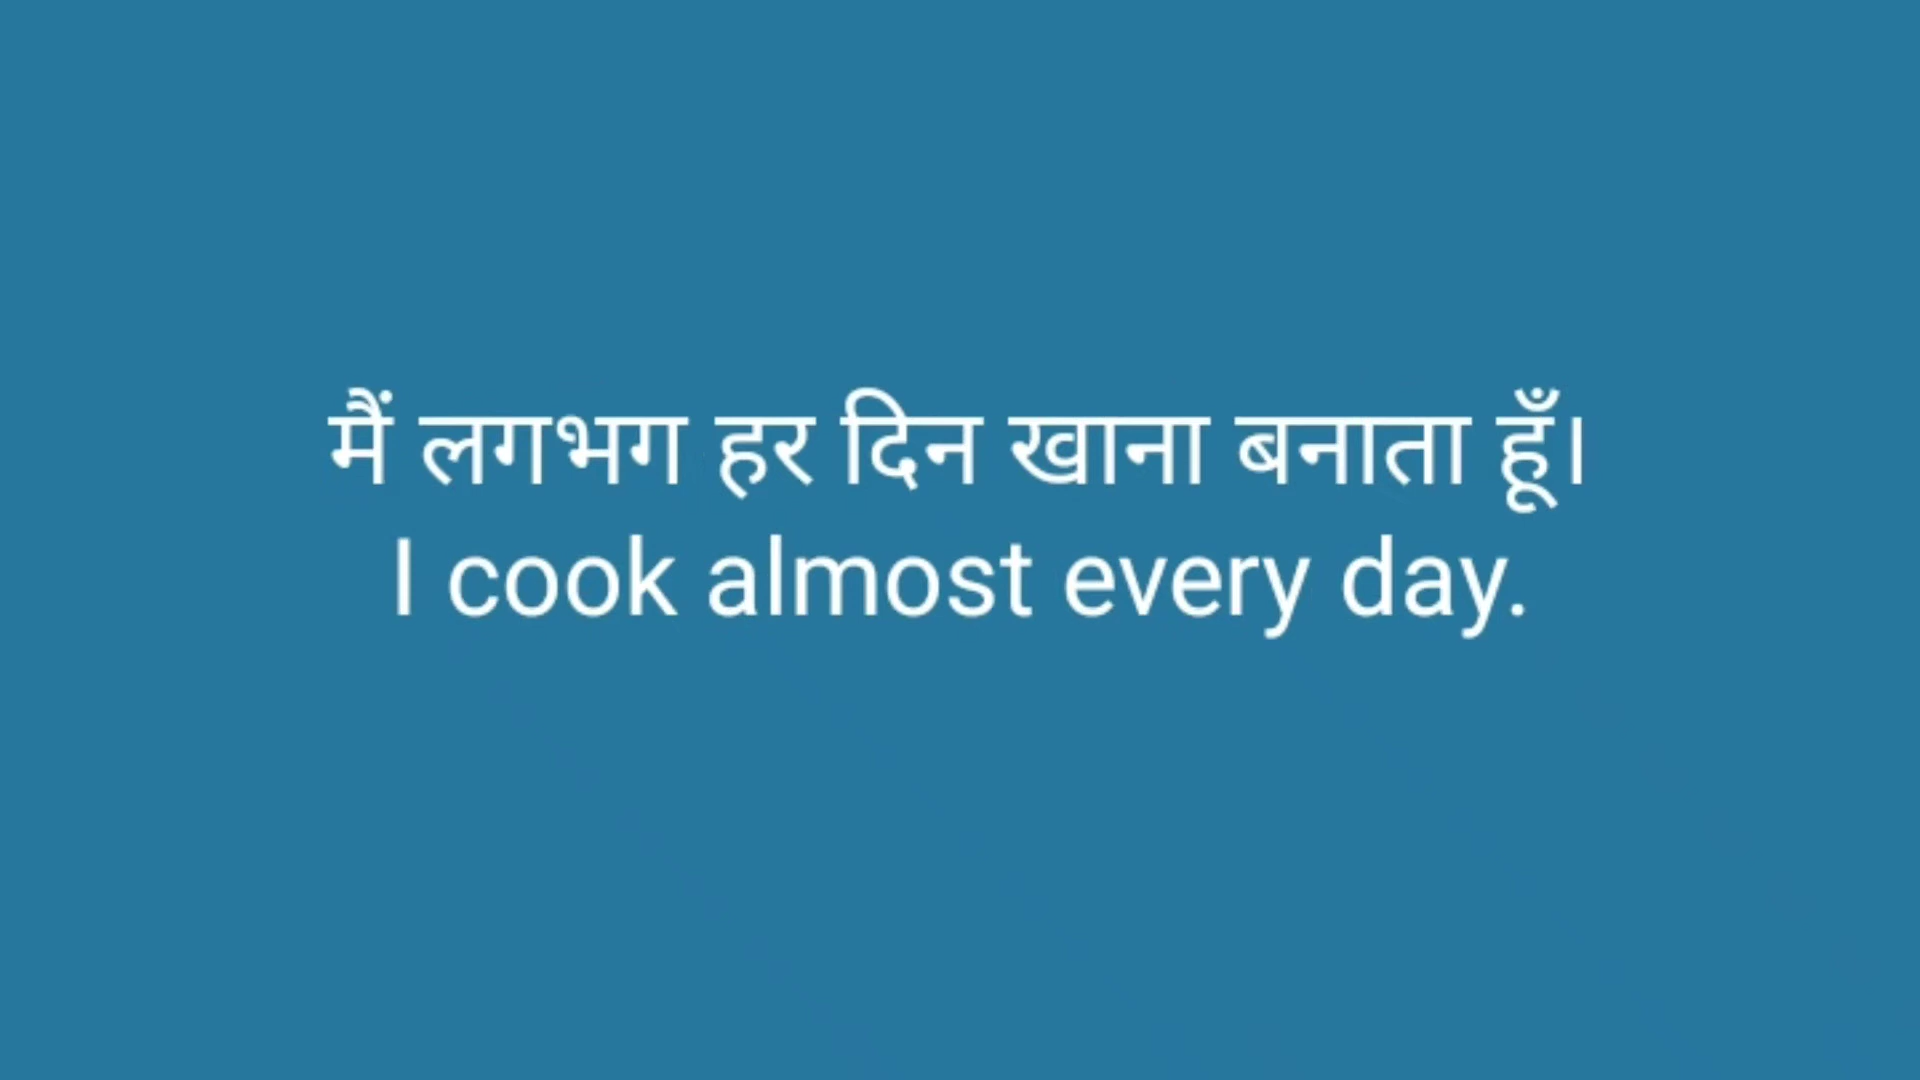 मैं लगभग हर दिन खाना बनाता हूँ।
I cook almost every day.